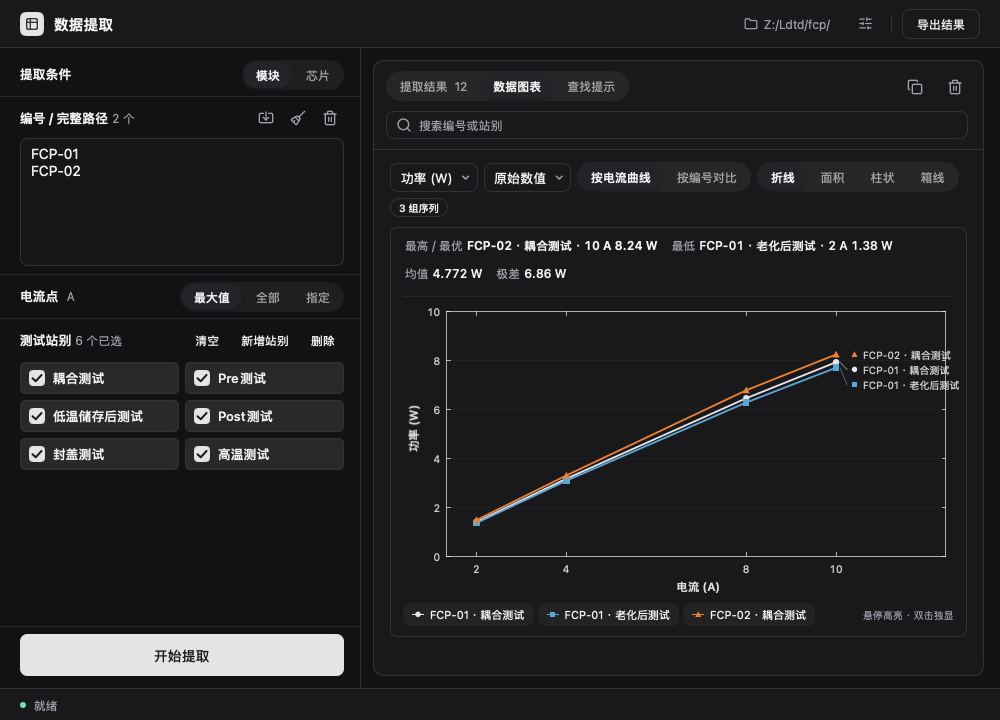 数据提取
Z:/Ldtd/fcp/
导出结果
提取条件
模块
芯片
编号 / 完整路径 2 个
FCP-01
FCP-02
电流点 A
最大值
全部
指定
测试站别 6 个已选
清空
新增站别
删除
耦合测试
Pre测试
低温储存后测试
Post测试
封盖测试
高温测试
开始提取
就绪
提取结果 12
数据图表
查找提示
搜索编号或站别
功率 (W)
原始数值
按电流曲线
按编号对比
折线
面积
柱状
箱线
3 组序列
最高 / 最优 FCP-02 · 耦合测试 · 10 A 8.24 W 最低 FCP-01 · 老化后测试 · 2 A 1.38 W
均值 4.772 W 极差 6.86 W
功率 (W)
10
8
6
4
2
0
2
4
8
10
电流 (A)
FCP-02 · 耦合测试
FCP-01 · 耦合测试
FCP-01 · 老化后测试
FCP-01 · 耦合测试
FCP-01 · 老化后测试
FCP-02 · 耦合测试
悬停高亮 · 双击独显